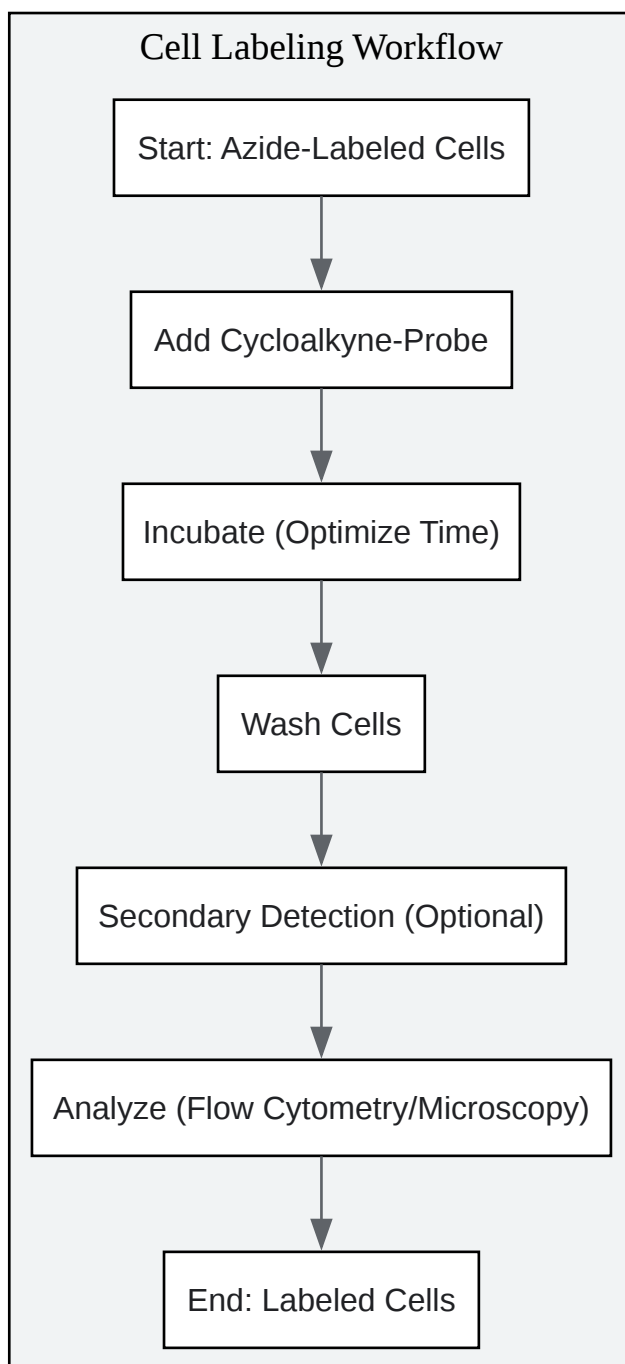 Cell Labeling Workflow
Start: Azide-Labeled Cells
Add Cycloalkyne-Probe
Incubate (Optimize Time)
Wash Cells
Secondary Detection (Optional)
Analyze (Flow Cytometry/Microscopy)
End: Labeled Cells